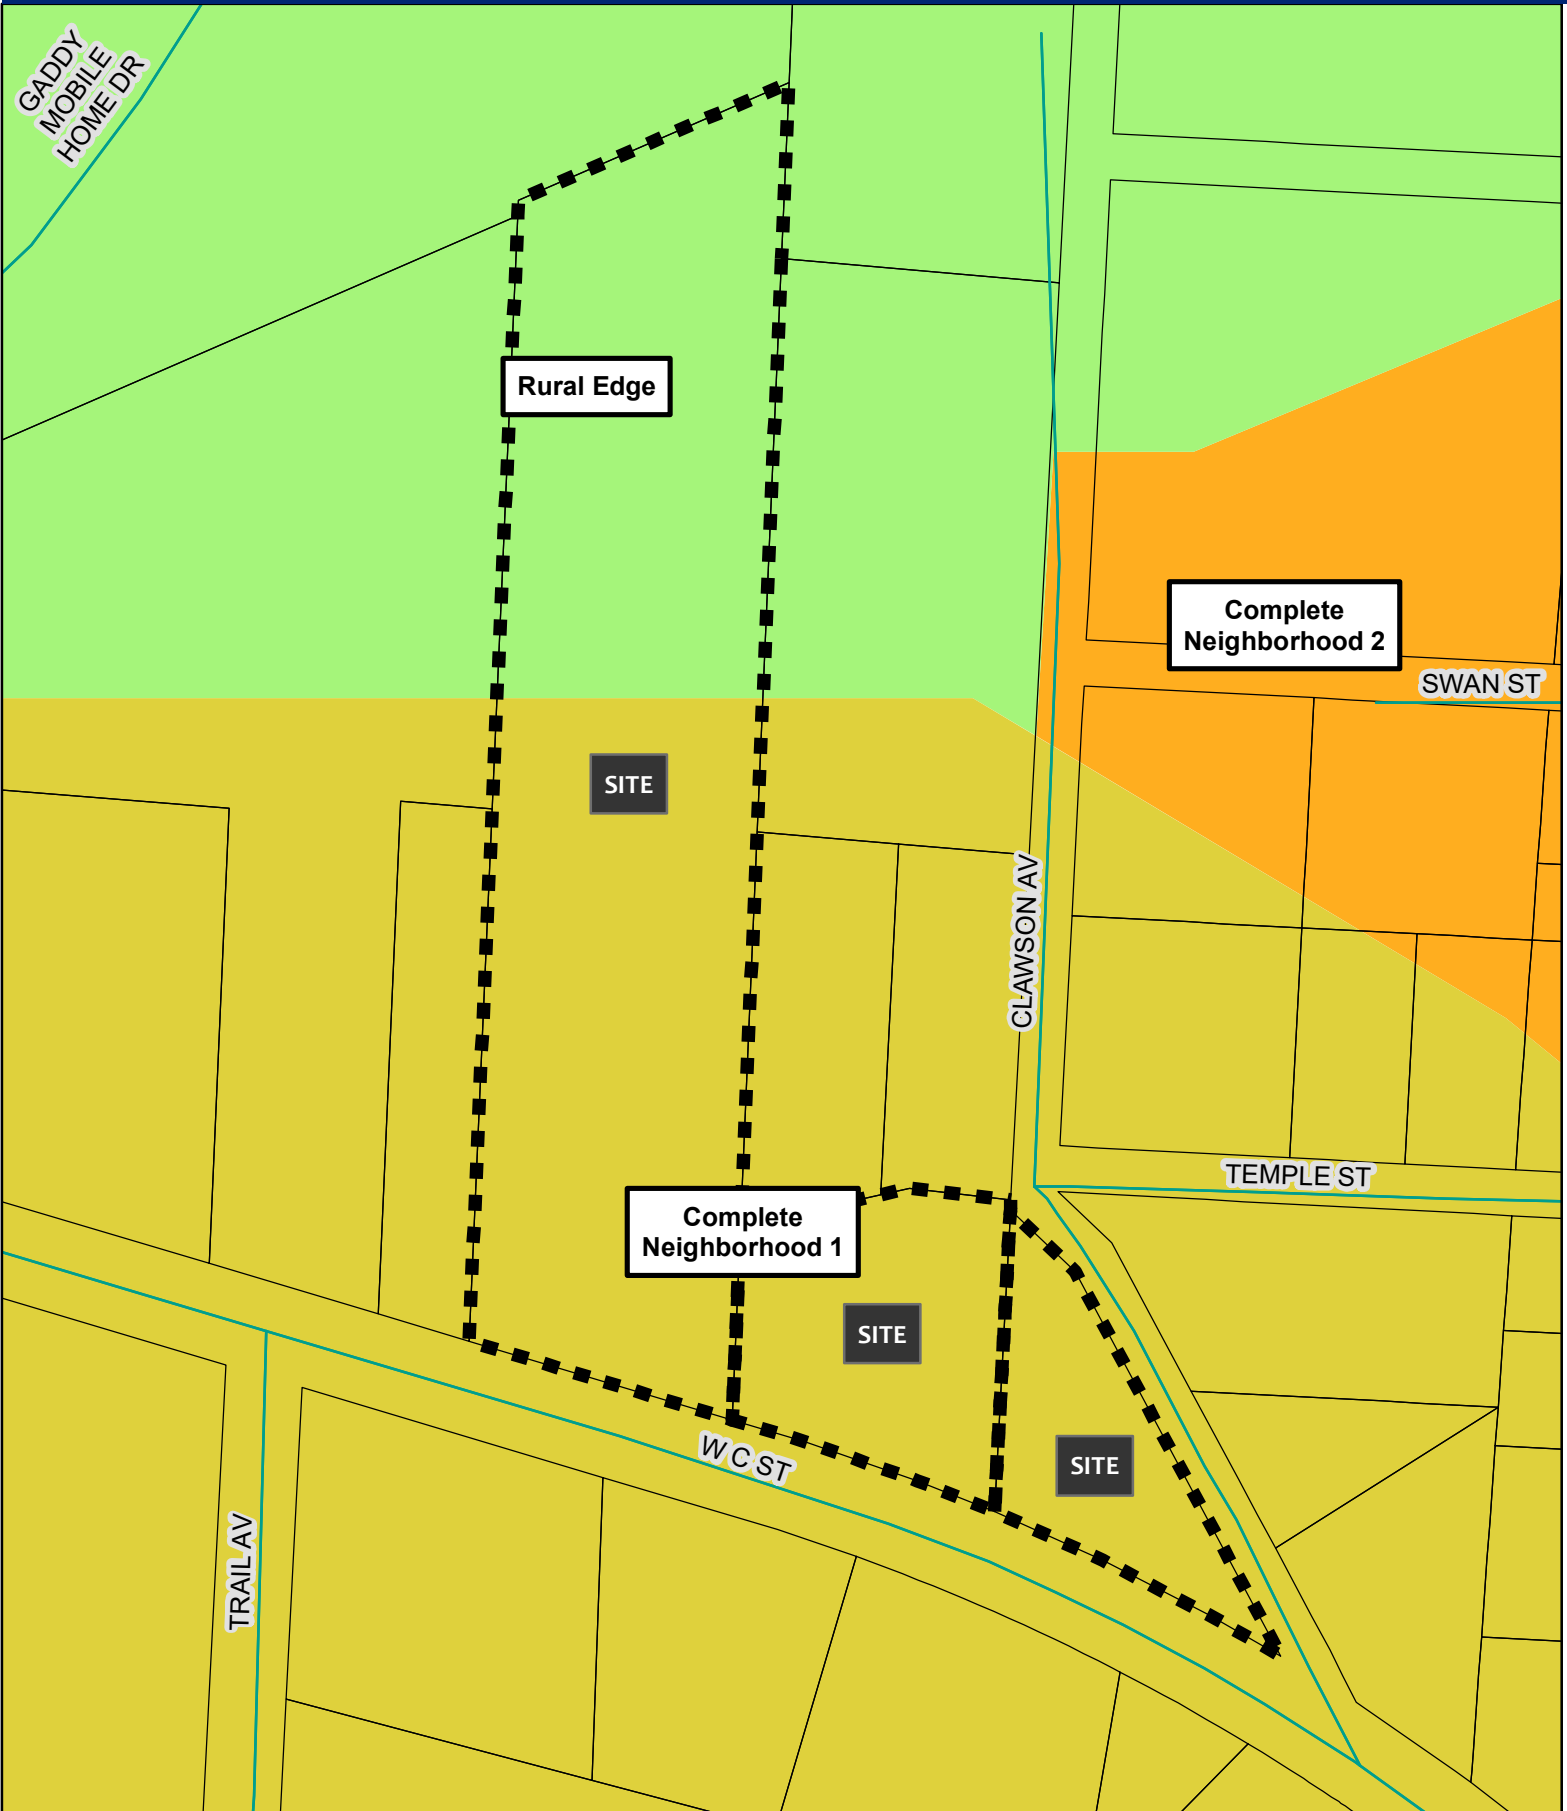 GADDY
MOBILE
HOME DR
Rural Edge
Complete
Neighborhood 2
SWAN ST
SITE
CLAWSON AV
TEMPLE ST
Complete
Neighborhood 1
SITE
W C ST
SITE
TRAIL AV